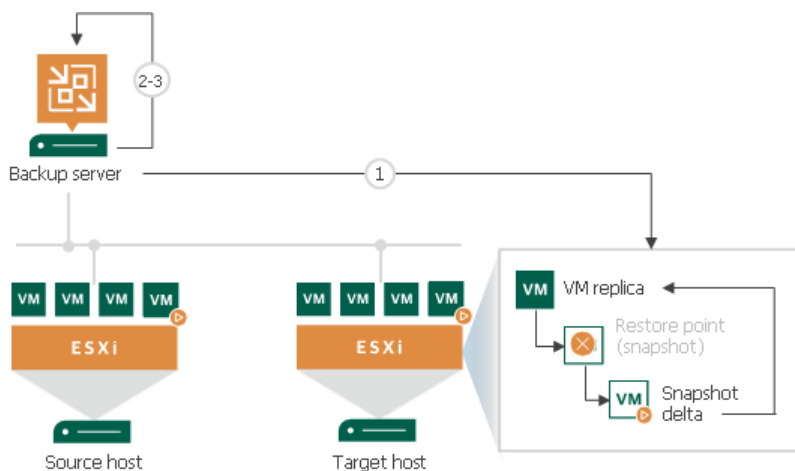 2-3
Backup server
1
VM VM VM VM
ESXi
Source host
VM VM VM VM
ESXi
Target host
VM VM replica
Restore point
(snapshot)
VM Snapshot
delta